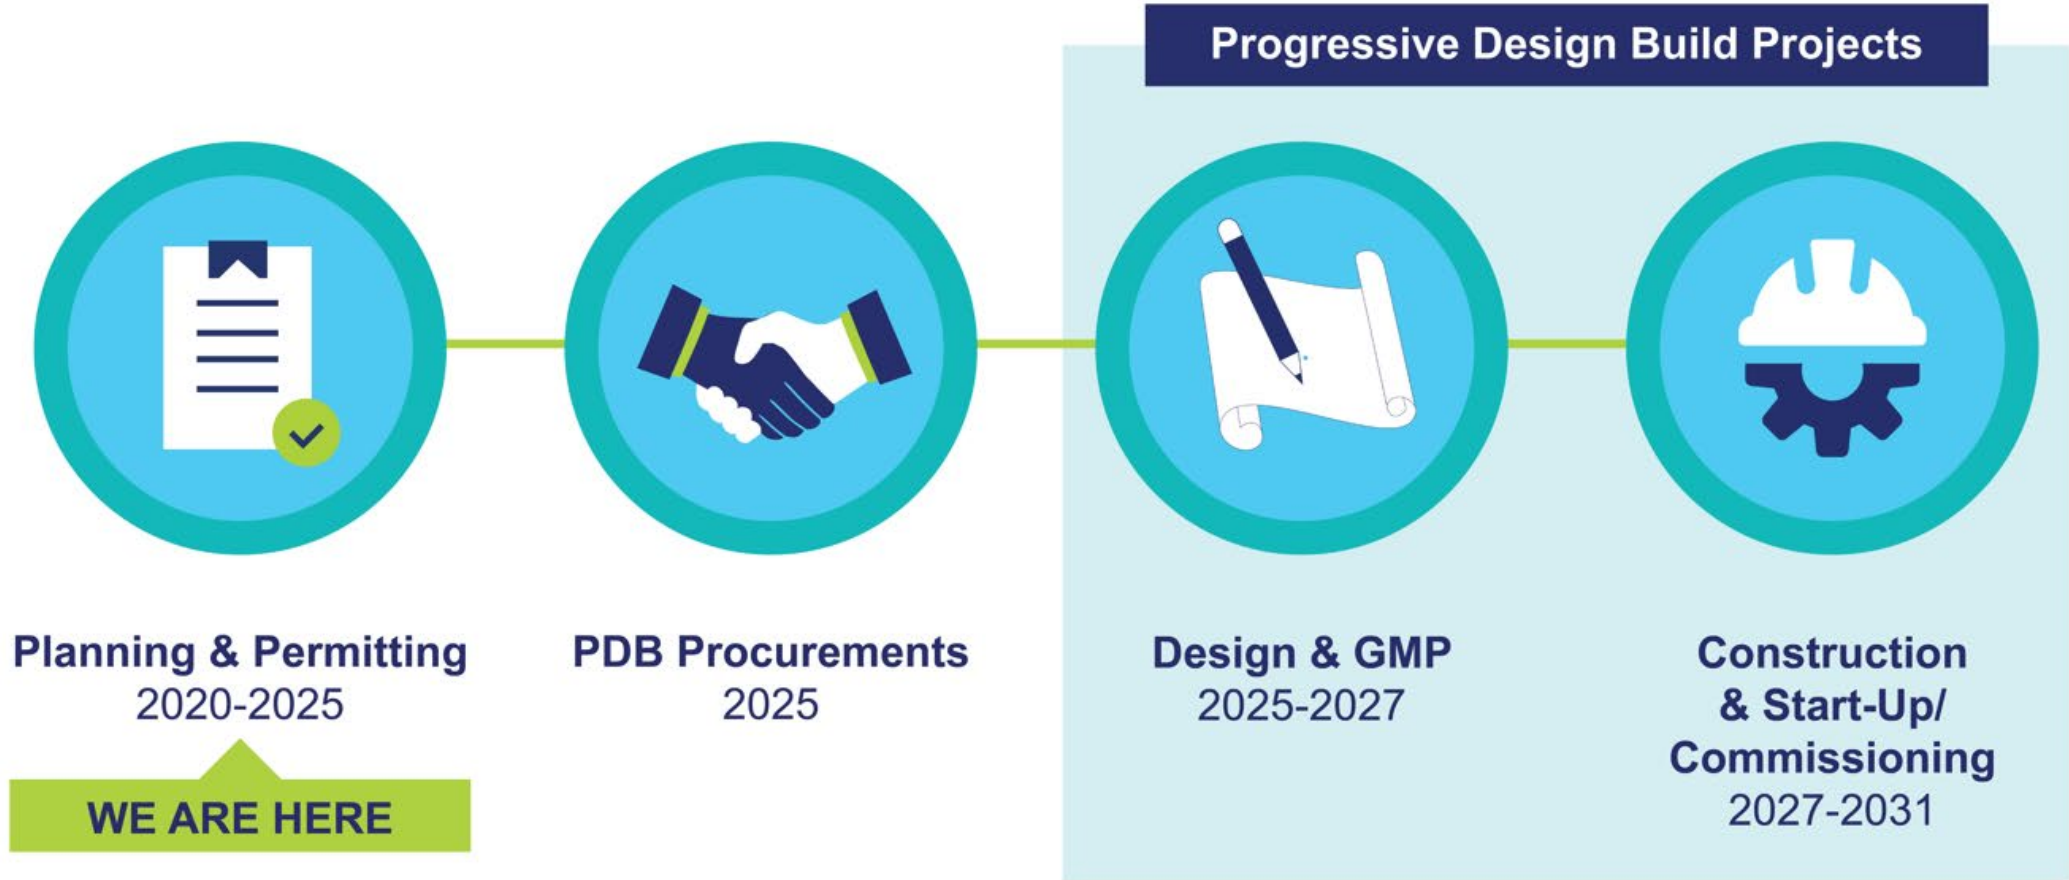 Progressive Design Build Projects
Planning & Permitting
2020-2025
WE ARE HERE
PDB Procurements
2025
Design & GMP
2025-2027
Construction
& Start-Up/
Commissioning
2027-2031